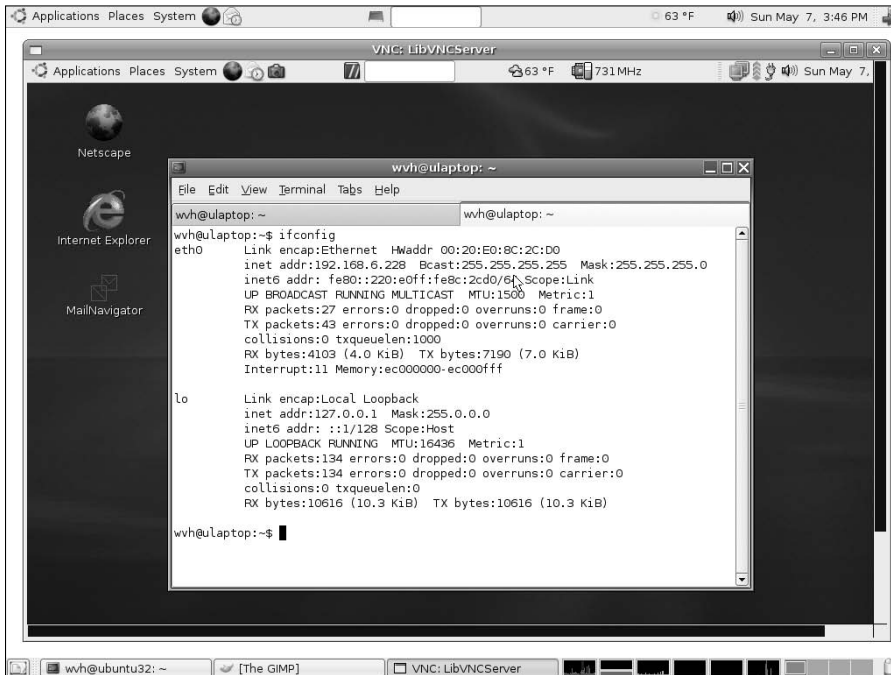 Applications Places System 63 °F Sun May 7, 3:46 PM
VNC: LibVNCServer
Applications Places System 63 °F 731 MHz Sun May 7,
Netscape
Internet Explorer
MailNavigator
wvh@ulaptop: ~
File Edit View Terminal Tabs Help
wvh@ulaptop: ~ wvh@ulaptop: ~
wvh@ulaptop:~$ ifconfig
eth0 Link encap:Ethernet HWaddr 00:20:E0:8C:2C:D0
inet addr:192.168.6.228 Bcast:255.255.255.255 Mask:255.255.255.0
inet6 addr: fe80::220:e0ff:fe8c:2cd0/6 Scope:Link
UP BROADCAST RUNNING MULTICAST MTU:1500 Metric:1
RX packets:27 errors:0 dropped:0 overruns:0 frame:0
TX packets:43 errors:0 dropped:0 overruns:0 carrier:0
collisions:0 txqueuelen:1000
RX bytes:4103 (4.0 KiB) TX bytes:7190 (7.0 KiB)
Interrupt:11 Memory:ec000000-ec000fff
lo Link encap:Local Loopback
inet addr:127.0.0.1 Mask:255.0.0.0
inet6 addr: ::1/128 Scope:Host
UP LOOPBACK RUNNING MTU:16436 Metric:1
RX packets:134 errors:0 dropped:0 overruns:0 frame:0
TX packets:134 errors:0 dropped:0 overruns:0 carrier:0
collisions:0 txqueuelen:0
RX bytes:10616 (10.3 KiB) TX bytes:10616 (10.3 KiB)
wvh@ulaptop:~$
wvh@ubuntu32: ~ [The GIMP] VNC: LibVNCServer